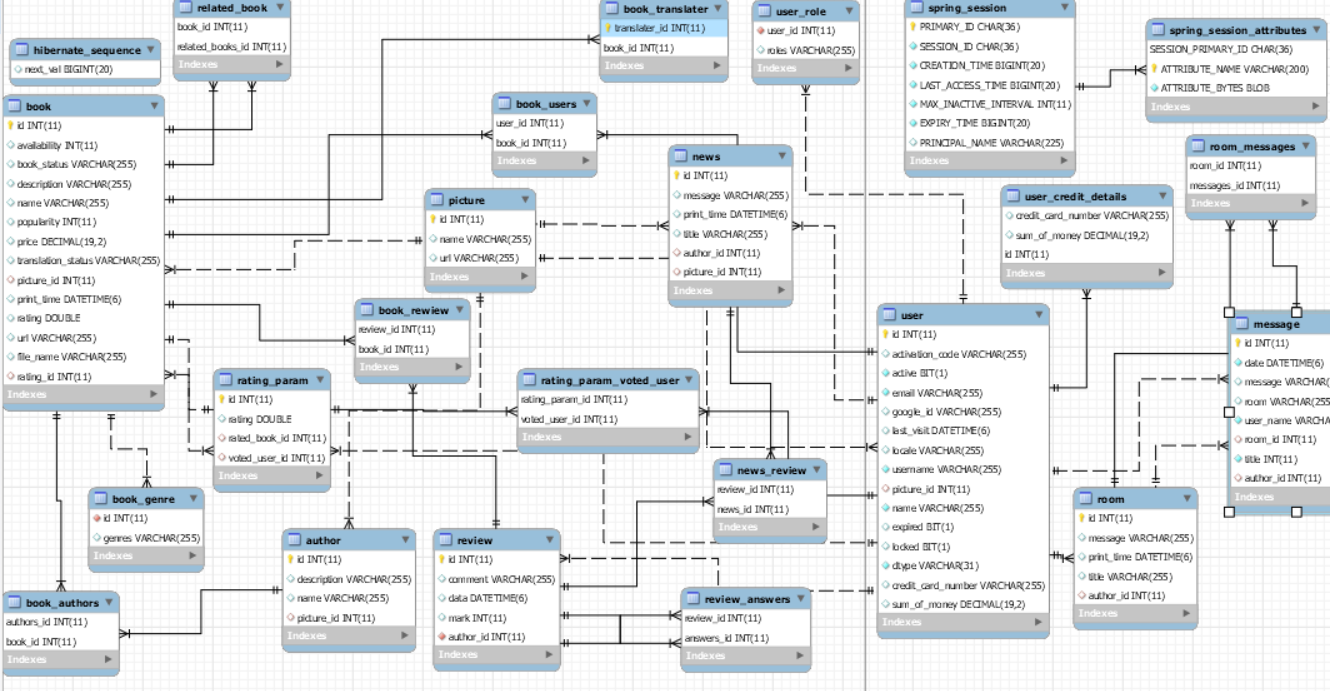 related_book
book_id INT(11)
related_books_id INT(11)
hibernate_sequence
next_val BIGINT(20)
book
id INT(11)
availability INT(11)
book_status VARCHAR(255)
description VARCHAR(255)
name VARCHAR(255)
popularity INT(11)
price DECIMAL(19,2)
translation_status VARCHAR(255)
picture_id INT(11)
print_time DATETIME(6)
rating DOUBLE
url VARCHAR(255)
file_name VARCHAR(255)
rating_id INT(11)
Indexes
book_translater
translater_id INT(11)
book_id INT(11)
Indexes
user_role
user_id INT(11)
roles VARCHAR(255)
Indexes
spring_session
PRIMARY_ID CHAR(36)
SESSION_ID CHAR(36)
CREATION_TIME BIGINT(20)
LAST_ACCESS_TIME BIGINT(20)
MAX_INACTIVE_INTERVAL INT(11)
EXPIRY_TIME BIGINT(20)
PRINCIPAL_NAME VARCHAR(225)
Indexes
spring_session_attributes
SESSION_PRIMARY_ID CHAR(36)
ATTRIBUTE_NAME VARCHAR(200)
ATTRIBUTE_BYTES BLOB
Indexes
book_users
user_id INT(11)
book_id INT(11)
Indexes
news
id INT(11)
message VARCHAR(255)
print_time DATETIME(6)
title VARCHAR(255)
author_id INT(11)
picture_id INT(11)
Indexes
room_messages
room_id INT(11)
messages_id INT(11)
Indexes
picture
id INT(11)
name VARCHAR(255)
url VARCHAR(255)
Indexes
user_credit_details
credit_card_number VARCHAR(255)
sum_of_money DECIMAL(19,2)
id INT(11)
Indexes
book_rewiew
review_id INT(11)
book_id INT(11)
Indexes
user
id INT(11)
activation_code VARCHAR(255)
active BIT(1)
email VARCHAR(255)
google_id VARCHAR(255)
last_visit DATETIME(6)
locale VARCHAR(255)
username VARCHAR(255)
picture_id INT(11)
name VARCHAR(255)
expired BIT(1)
locked BIT(1)
dtype VARCHAR(31)
credit_card_number VARCHAR(255)
sum_of_money DECIMAL(19,2)
Indexes
message
id INT(11)
date DATETIME(6)
message VARCHAR(
room VARCHAR(255
user_name VARCHA
room_id INT(11)
title INT(11)
author_id INT(11)
Indexes
rating_param
id INT(11)
rating DOUBLE
rated_book_id INT(11)
voted_user_id INT(11)
Indexes
rating_param_voted_user
rating_param_id INT(11)
voted_user_id INT(11)
Indexes
news_review
review_id INT(11)
news_id INT(11)
Indexes
book_genre
id INT(11)
genres VARCHAR(255)
Indexes
room
id INT(11)
message VARCHAR(255)
print_time DATETIME(6)
title VARCHAR(255)
author_id INT(11)
Indexes
author
id INT(11)
description VARCHAR(255)
name VARCHAR(255)
picture_id INT(11)
Indexes
review
id INT(11)
comment VARCHAR(255)
data DATETIME(6)
mark INT(11)
author_id INT(11)
Indexes
review_answers
review_id INT(11)
answers_id INT(11)
Indexes
book_authors
authors_id INT(11)
book_id INT(11)
Indexes
Indexes
Indexes